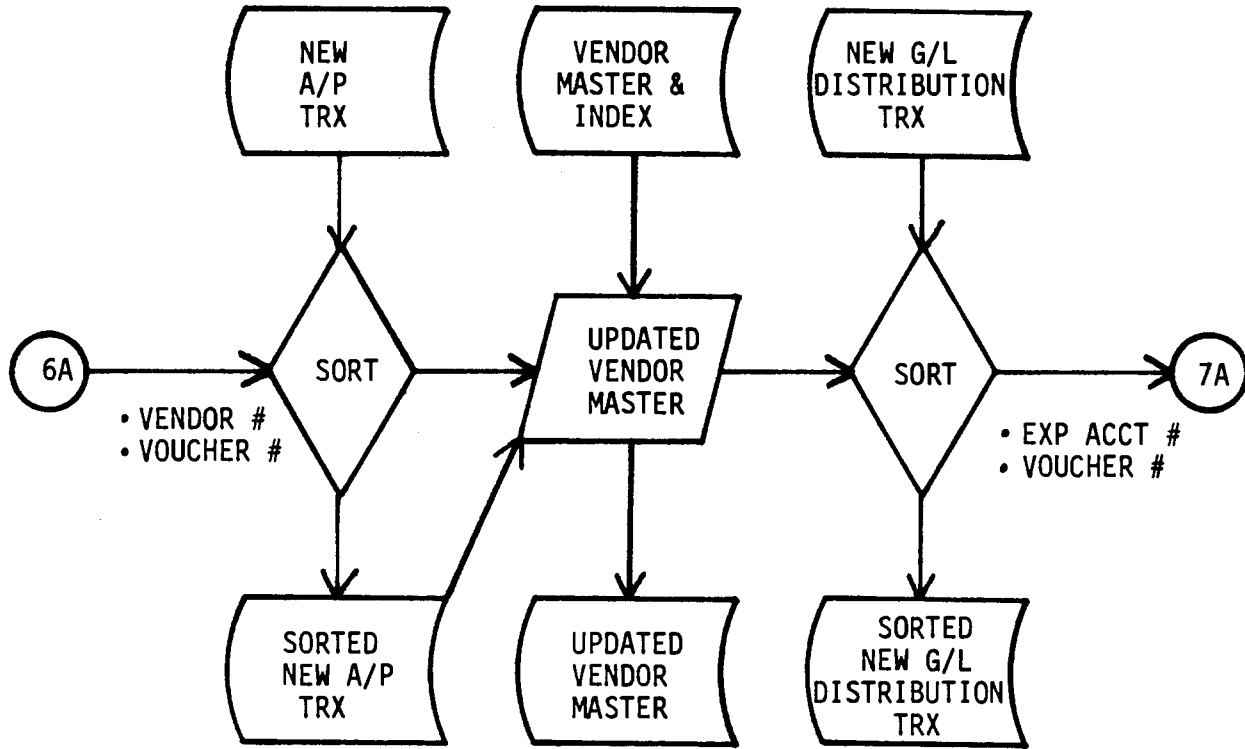 NEW
A/P
TRX
VENDOR
MASTER &
INDEX
NEW G/L
DISTRIBUTION
TRX
6A
SORT
UPDATED
VENDOR
MASTER
SORT
7A
• VENDOR #
• VOUCHER #
• EXP ACCT #
• VOUCHER #
SORTED
NEW A/P
TRX
UPDATED
VENDOR
MASTER
SORTED
NEW G/L
DISTRIBUTION
TRX